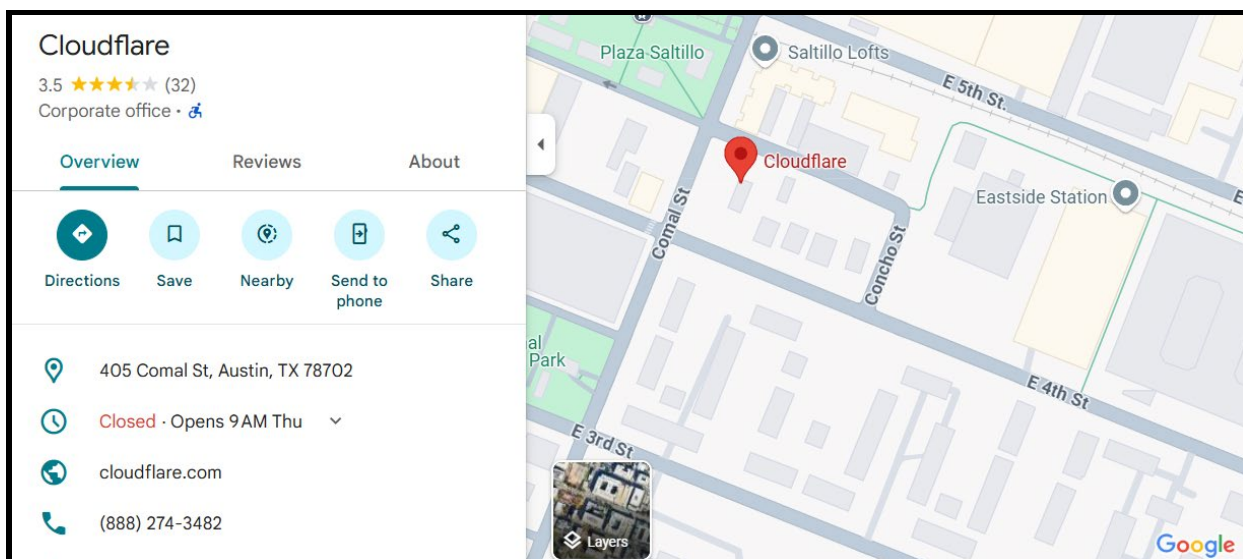 Cloudflare
3.5 (32)
Corporate office ·
Overview Reviews About
Directions Save Nearby Send to phone Share
405 Comal St, Austin, TX 78702
Closed · Opens 9 AM Thu
cloudflare.com
(888) 274-3482
Plaza Saltillo
Saltillo Lofts
E 5th St.
Cloudflare
Eastside Station
Comal St
Concho St
al
Park
E 4th St
E 3rd St
Layers
Google